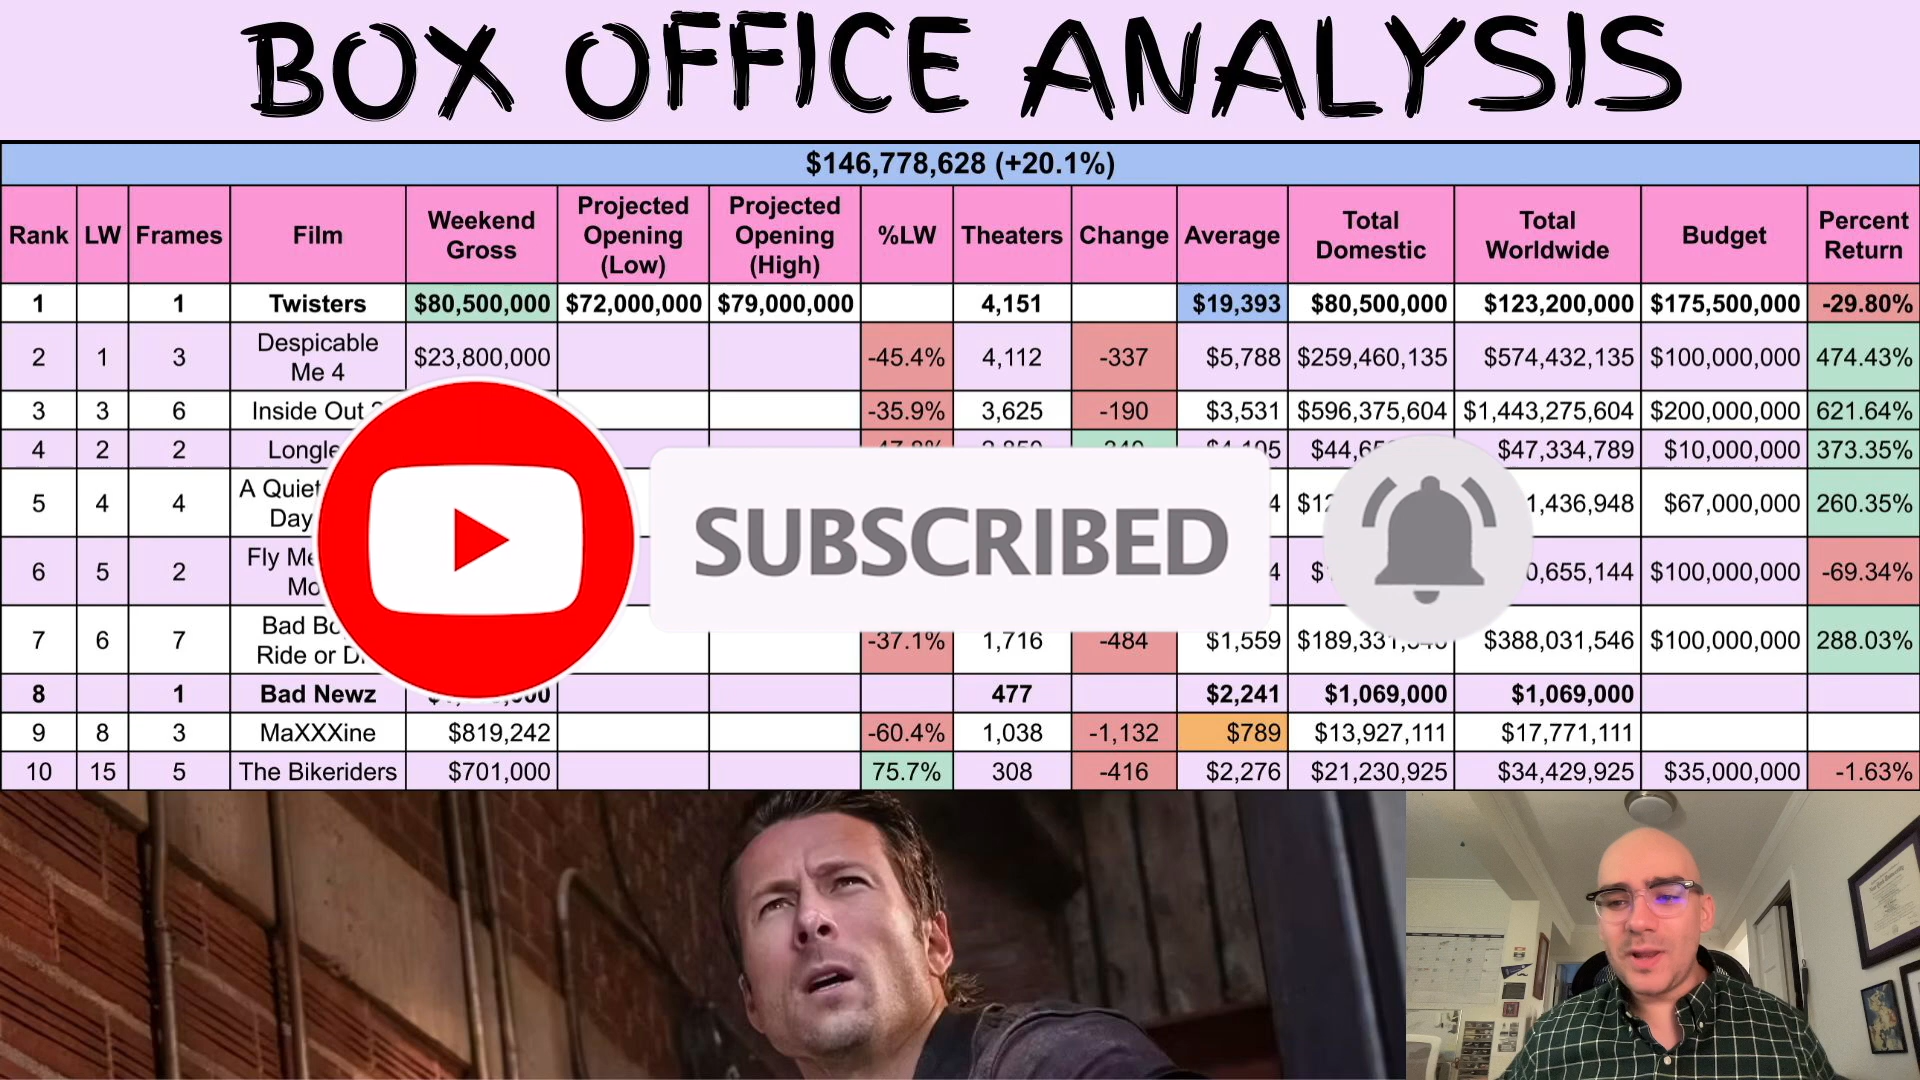 BOX OFFICE ANALYSIS
$146,778,628 (+20.1%)
Rank LW Frames Film Weekend Gross Projected Opening (Low) Projected Opening (High) %LW Theaters Change Average Total Domestic Total Worldwide Budget Percent Return
1 1 Twisters $80,500,000 $72,000,000 $79,000,000 4,151 $19,393 $80,500,000 $123,200,000 $175,500,000 -29.80%
2 1 3 Despicable Me 4 $23,800,000 -45.4% 4,112 -337 $5,788 $259,460,135 $574,432,135 $100,000,000 474.43%
3 3 6 Inside Out -35.9% 3,625 -190 $3,531 $596,375,604 $1,443,275,604 $200,000,000 621.64%
4 2 2 $47,334,789 $10,000,000 373.35%
5 4 4 A Quiet Day $67,000,000 260.35%
6 5 2 Fly $100,000,000 -69.34%
7 6 7 Bad Ride or -37.1% 1,716 -484 $1,559 $388,031,546 $100,000,000 288.03%
8 1 Bad Newz 477 $2,241 $1,069,000 $1,069,000
9 8 3 MaXXXine $819,242 -60.4% 1,038 -1,132 $789 $13,927,111 $17,771,111
10 15 5 The Bikeriders $701,000 75.7% 308 -416 $2,276 $21,230,925 $34,429,925 $35,000,000 -1.63%
SUBSCRIBED